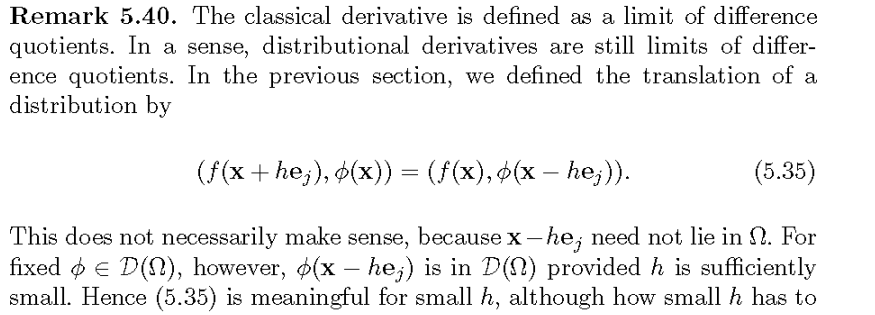 Remark 5.40. The classical derivative is defined as a limit of difference
quotients. In a sense, distributional derivatives are still limits of differ-
ence quotients. In the previous section, we defined the translation of a
distribution by
(f(x + he_j), ϕ(x)) = (f(x), ϕ(x − he_j)). (5.35)
This does not necessarily make sense, because x − he_j need not lie in Ω. For
fixed ϕ ∈ D(Ω), however, ϕ(x − he_j) is in D(Ω) provided h is sufficiently
small. Hence (5.35) is meaningful for small h, although how small h has to